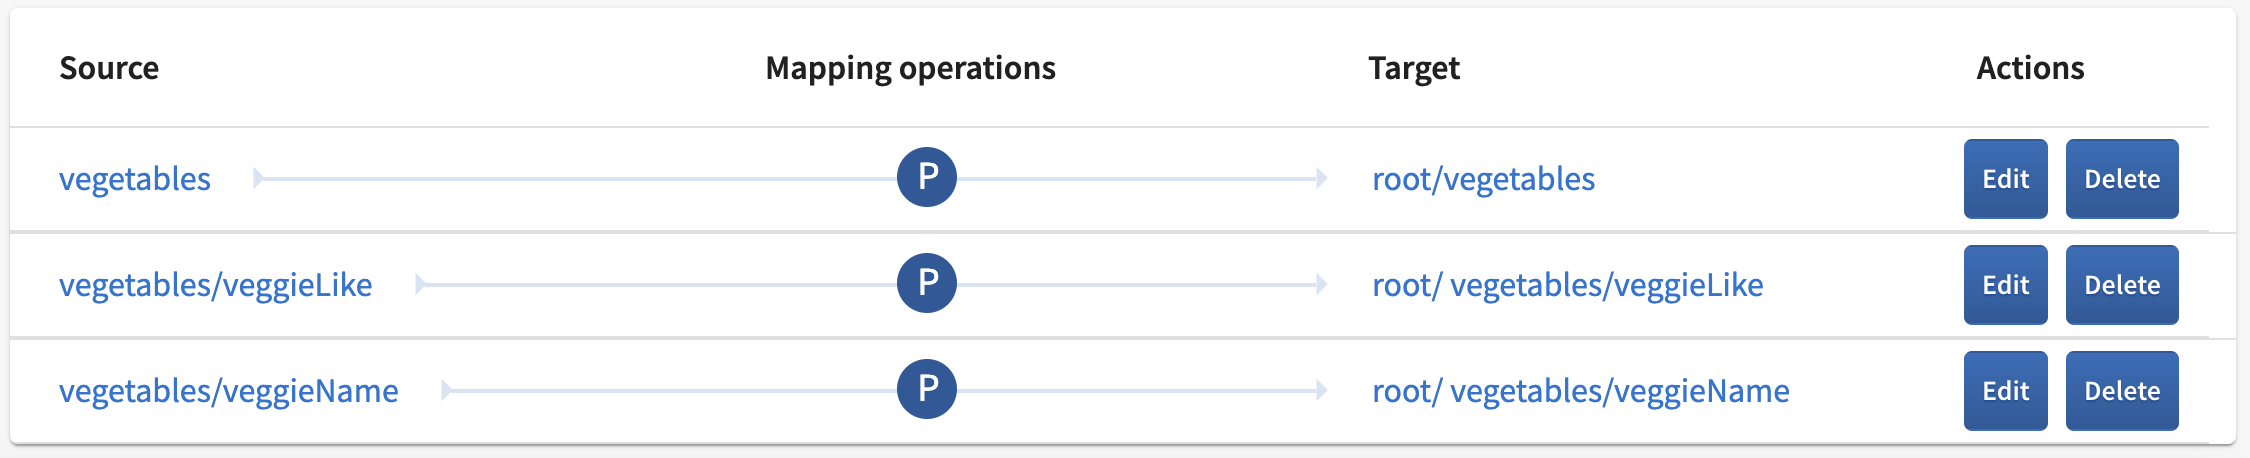 Source Mapping operations Target Actions
vegetables P root/vegetables Edit Delete
vegetables/veggieLike P root/ vegetables/veggieLike Edit Delete
vegetables/veggieName P root/ vegetables/veggieName Edit Delete